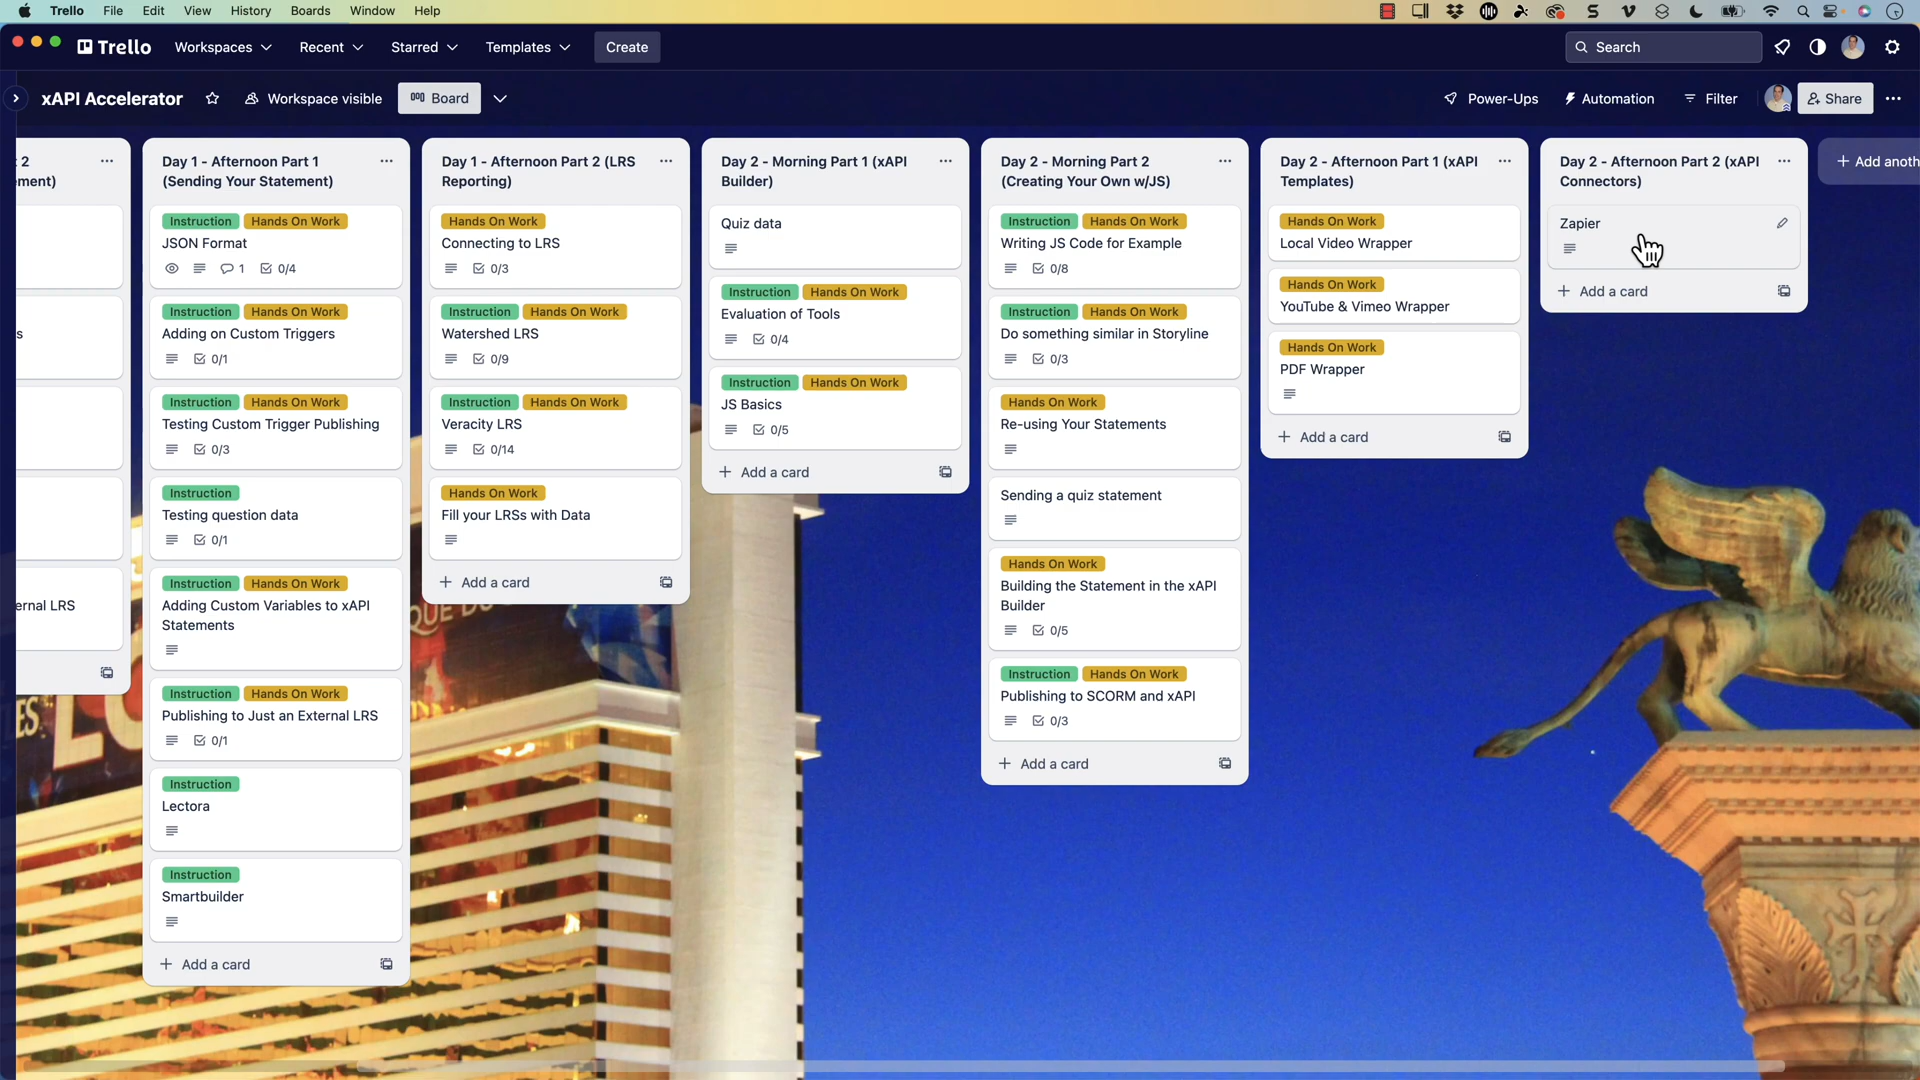 Trello File Edit View History Boards Window Help
Trello Workspaces Recent Starred Templates Create Search
xAPI Accelerator Workspace visible Board Power-Ups Automation Filter Share
2
ement)
s
ernal LRS
Day 1 - Afternoon Part 1
(Sending Your Statement)
Instruction Hands On Work
JSON Format
1 0/4
Instruction Hands On Work
Adding on Custom Triggers
0/1
Instruction Hands On Work
Testing Custom Trigger Publishing
0/3
Instruction
Testing question data
0/1
Instruction Hands On Work
Adding Custom Variables to xAPI
Statements
Instruction Hands On Work
Publishing to Just an External LRS
0/1
Instruction
Lectora
Instruction
Smartbuilder
+ Add a card
Day 1 - Afternoon Part 2 (LRS
Reporting)
Hands On Work
Connecting to LRS
0/3
Instruction Hands On Work
Watershed LRS
0/9
Instruction Hands On Work
Veracity LRS
0/14
Hands On Work
Fill your LRSs with Data
+ Add a card
Day 2 - Morning Part 1 (xAPI
Builder)
Quiz data
Instruction Hands On Work
Evaluation of Tools
0/4
Instruction Hands On Work
JS Basics
0/5
+ Add a card
Day 2 - Morning Part 2
(Creating Your Own w/JS)
Instruction Hands On Work
Writing JS Code for Example
0/8
Instruction Hands On Work
Do something similar in Storyline
0/3
Hands On Work
Re-using Your Statements
Sending a quiz statement
Hands On Work
Building the Statement in the xAPI
Builder
0/5
Instruction Hands On Work
Publishing to SCORM and xAPI
0/3
+ Add a card
Day 2 - Afternoon Part 1 (xAPI
Templates)
Hands On Work
Local Video Wrapper
Hands On Work
YouTube & Vimeo Wrapper
Hands On Work
PDF Wrapper
+ Add a card
Day 2 - Afternoon Part 2 (xAPI
Connectors)
Zapier
+ Add a card
+ Add anoth